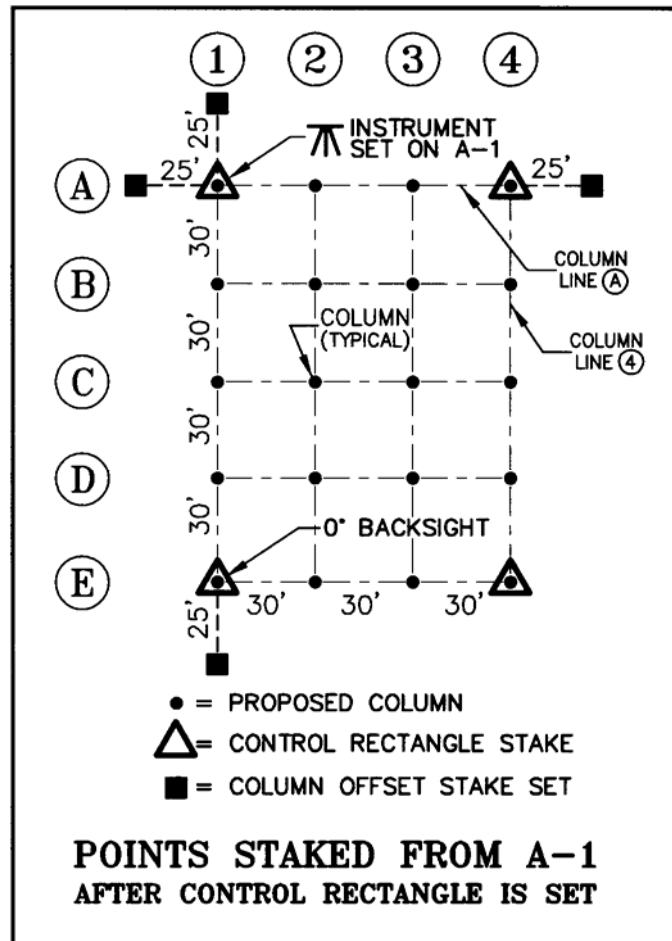 1 2 3 4
25'
INSTRUMENT
SET ON A-1
25'
25'
A
30'
COLUMN
LINE A
B
30'
COLUMN
(TYPICAL)
COLUMN
LINE 4
C
30'
D
30'
0° BACKSIGHT
E
25'
30' 30' 30'
= PROPOSED COLUMN
= CONTROL RECTANGLE STAKE
= COLUMN OFFSET STAKE SET
POINTS STAKED FROM A-1
AFTER CONTROL RECTANGLE IS SET